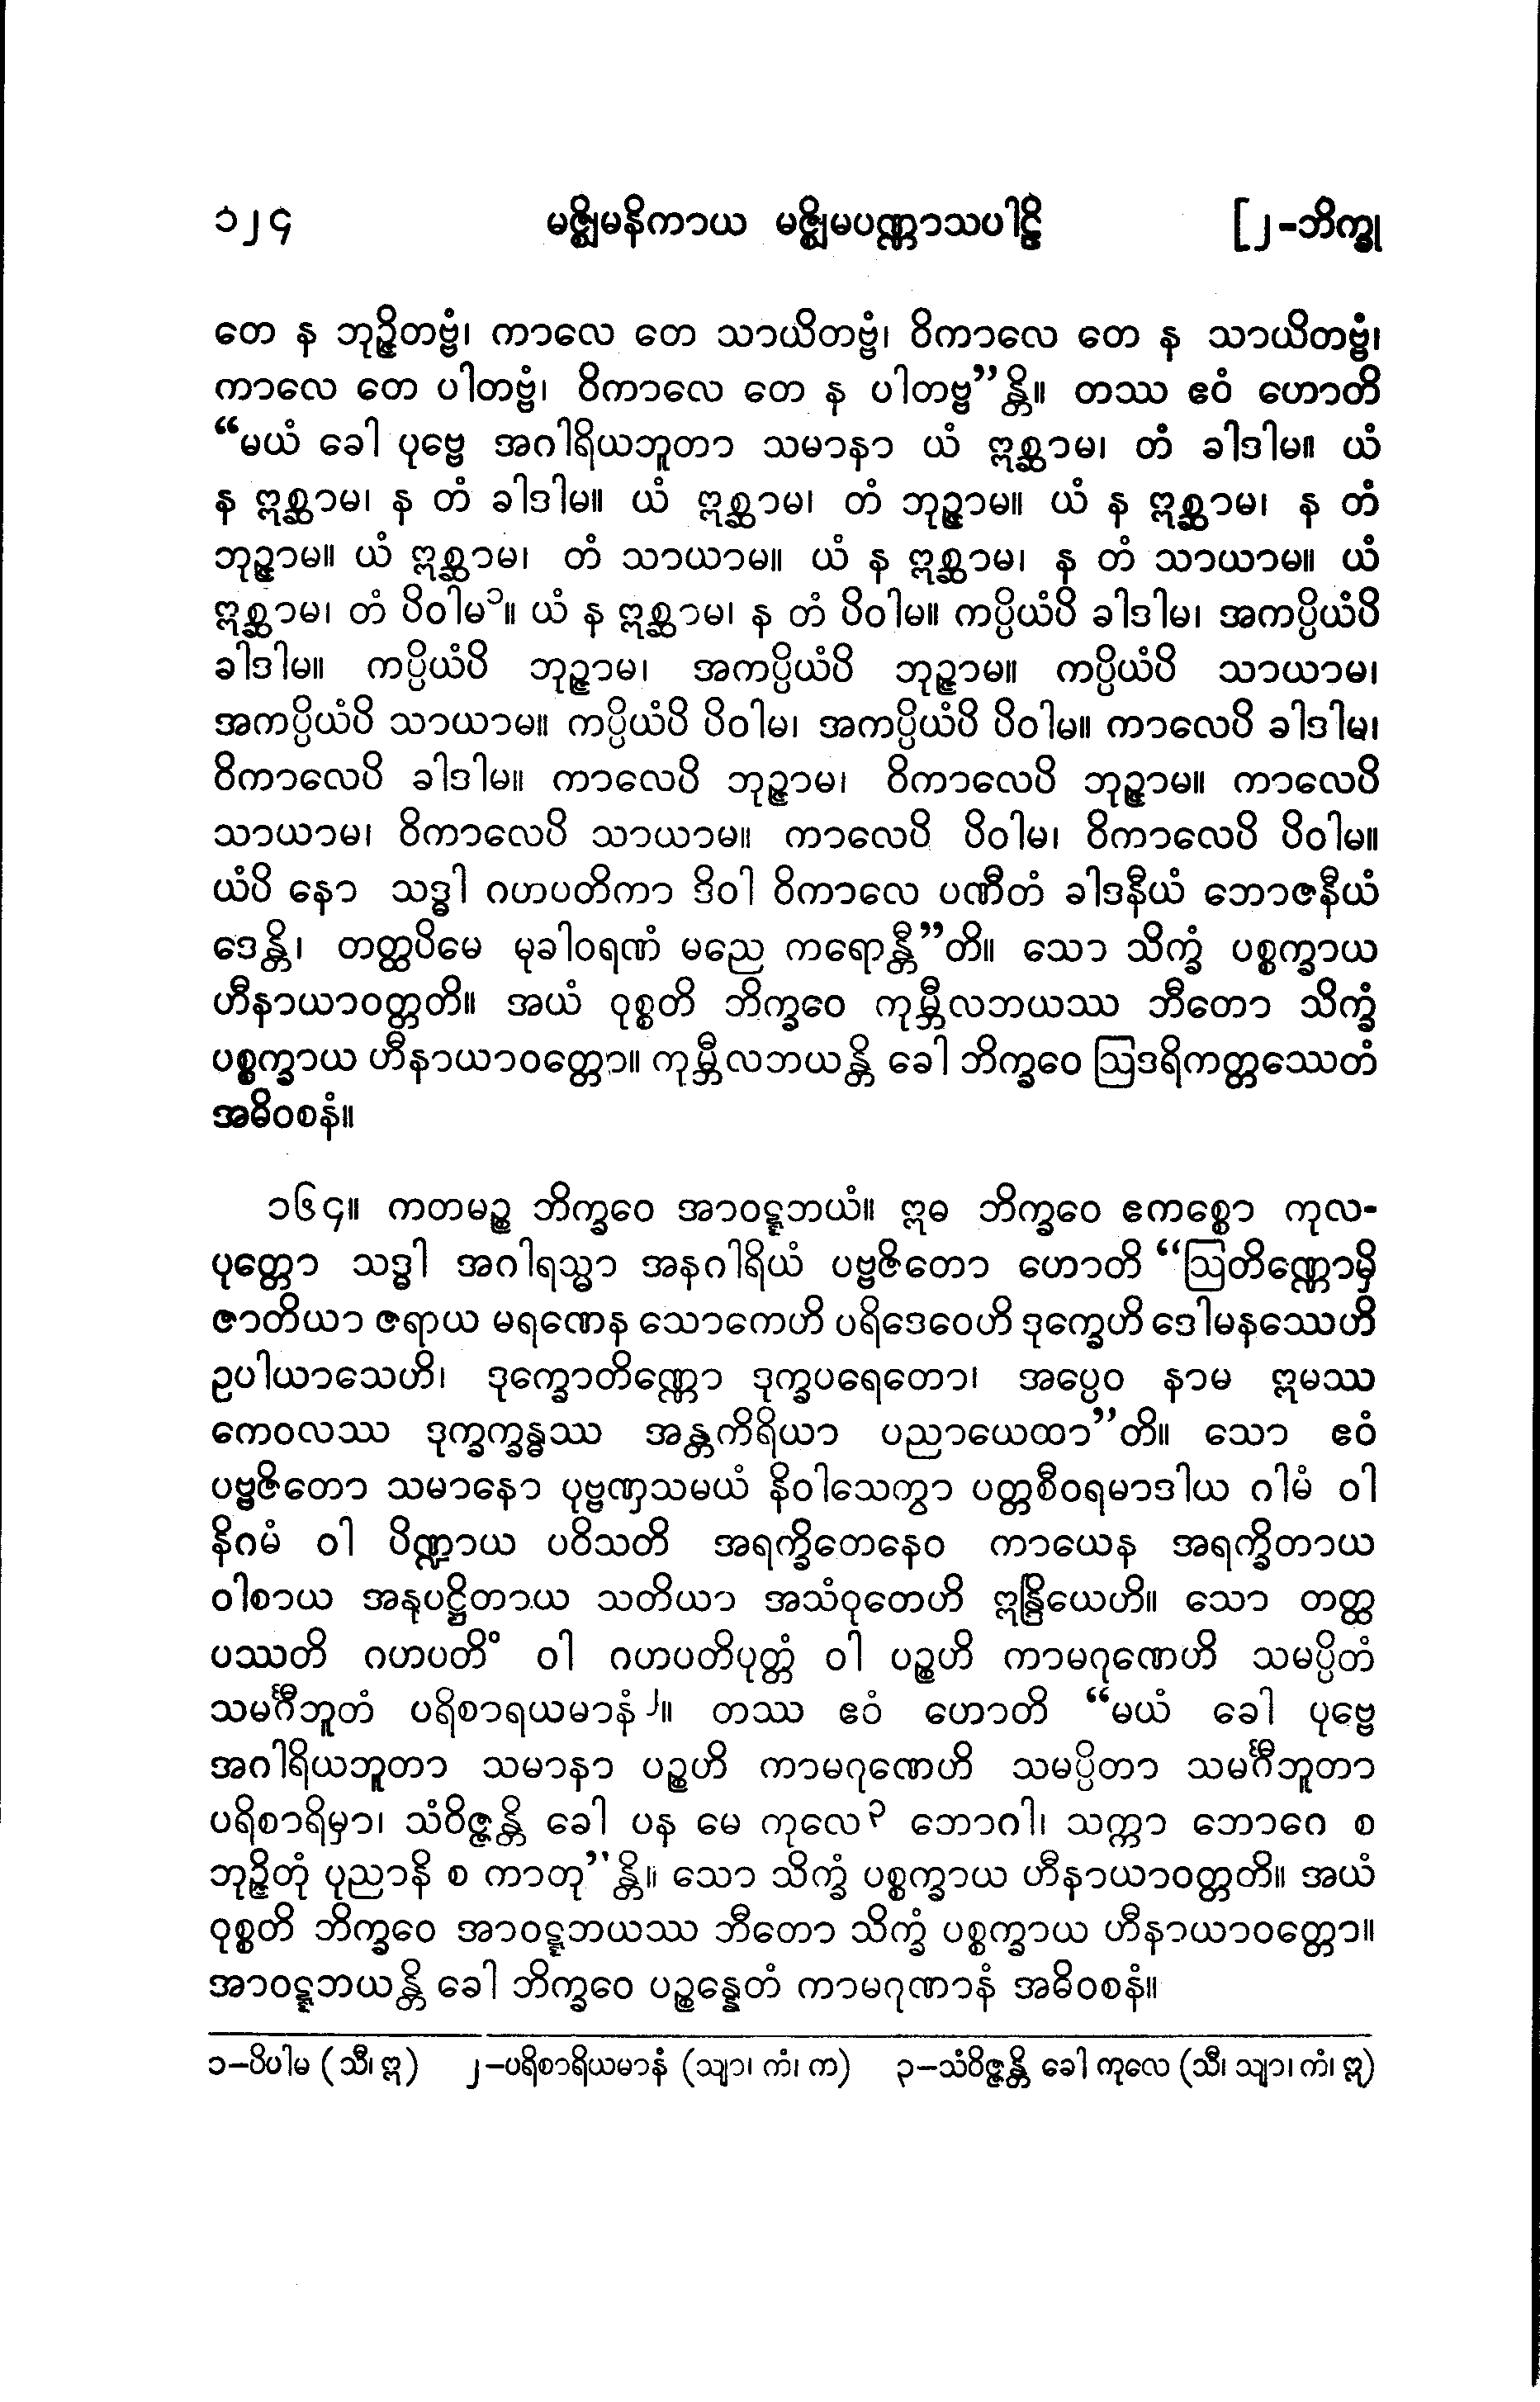 ၁၂၄ မဇ္ဈိမနိကာယ မဇ္ဈိမပဏ္ဏာသပါဠိ [၂-ဘိက္ခု
တေ န ဘုဉ္ဇိတဗ္ဗံ၊ ကာလေ တေ သာယိတဗ္ဗံ၊ ဝိကာလေ တေ န သာယိတဗ္ဗံ၊
ကာလေ တေ ပါတဗ္ဗံ၊ ဝိကာလေ တေ န ပါတဗ္ဗ”န္တိ။ တဿ ဧဝံ ဟောတိ
“မယံ ခေါ ပုဗ္ဗေ အဂါရိယဘူတာ သမာနာ ယံ ဣစ္ဆာမ၊ တံ ခါဒါမ။ ယံ
န ဣစ္ဆာမ၊ န တံ ခါဒါမ။ ယံ ဣစ္ဆာမ၊ တံ ဘုဉ္ဇာမ။ ယံ န ဣစ္ဆာမ၊ န တံ
ဘုဉ္ဇာမ။ ယံ ဣစ္ဆာမ၊ တံ သာယာမ။ ယံ န ဣစ္ဆာမ၊ န တံ သာယာမ။ ယံ
ဣစ္ဆာမ၊ တံ ပိဝါမ၁။ ယံ န ဣစ္ဆာမ၊ န တံ ပိဝါမ။ ကပ္ပိယံပိ ခါဒါမ၊ အကပ္ပိယံပိ
ခါဒါမ။ ကပ္ပိယံပိ ဘုဉ္ဇာမ၊ အကပ္ပိယံပိ ဘုဉ္ဇာမ။ ကပ္ပိယံပိ သာယာမ၊
အကပ္ပိယံပိ သာယာမ။ ကပ္ပိယံပိ ပိဝါမ၊ အကပ္ပိယံပိ ပိဝါမ။ ကာလေပိ ခါဒါမ၊
ဝိကာလေပိ ခါဒါမ။ ကာလေပိ ဘုဉ္ဇာမ၊ ဝိကာလေပိ ဘုဉ္ဇာမ။ ကာလေပိ
သာယာမ၊ ဝိကာလေပိ သာယာမ။ ကာလေပိ ပိဝါမ၊ ဝိကာလေပိ ပိဝါမ။
ယံပိ နော သဒ္ဓါ ဂဟပတိကာ ဒိဝါ ဝိကာလေ ပဏီတံ ခါဒနီယံ ဘောဇနီယံ
ဒေန္တိ၊ တတ္ထပိမေ မုခါဝရဏံ မညေ ကရောန္တီ”တိ။ သော သိက္ခံ ပစ္စက္ခာယ
ဟီနာယာဝတ္တတိ။ အယံ ဝုစ္စတိ ဘိက္ခဝေ ကုမ္ဘီလဘယဿ ဘီတော သိက္ခံ
ပစ္စက္ခာယ ဟီနာယာဝတ္တော။ ကုမ္ဘီလဘယန္တိ ခေါ ဘိက္ခဝေ ဩဒရိကတ္တဿေတံ
အဓိဝစနံ။
၁၆၄။ ကတမဉ္စ ဘိက္ခဝေ အာဝဋ္ဋဘယံ။ ဣဓ ဘိက္ခဝေ ဧကစ္စော ကုလ-
ပုတ္တော သဒ္ဓါ အဂါရသ္မာ အနဂါရိယံ ပဗ္ဗဇိတော ဟောတိ “ဩတိဏ္ဏောမှိ
ဇာတိယာ ဇရာယ မရဏေန သောကေဟိ ပရိဒေဝေဟိ ဒုက္ခေဟိ ဒေါမနဿေဟိ
ဥပါယာသေဟိ၊ ဒုက္ခောတိဏ္ဏော ဒုက္ခပရေတော၊ အပ္ပေဝ နာမ ဣမဿ
ကေဝလဿ ဒုက္ခက္ခန္ဓဿ အန္တကိရိယာ ပညာယေထာ”တိ။ သော ဧဝံ
ပဗ္ဗဇိတော သမာနော ပုဗ္ဗဏှသမယံ နိဝါသေတွာ ပတ္တစီဝရမာဒါယ ဂါမံ ဝါ
နိဂမံ ဝါ ပိဏ္ဍာယ ပဝိသတိ အရက္ခိတေနေဝ ကာယေန အရက္ခိတာယ
ဝါစာယ အနုပဋ္ဌိတာယ သတိယာ အသံဝုတေဟိ ဣန္ဒြိယေဟိ။ သော တတ္ထ
ပဿတိ ဂဟပတိံ ဝါ ဂဟပတိပုတ္တံ ဝါ ပဉ္စဟိ ကာမဂုဏေဟိ သမပ္ပိတံ
သမင်္ဂီဘူတံ ပရိစာရယမာနံ၂။ တဿ ဧဝံ ဟောတိ “မယံ ခေါ ပုဗ္ဗေ
အဂါရိယဘူတာ သမာနာ ပဉ္စဟိ ကာမဂုဏေဟိ သမပ္ပိတာ သမင်္ဂီဘူတာ
ပရိစာရိမှာ၊ သံဝိဇ္ဇန္တိ ခေါ ပန မေ ကုလေ၃ ဘောဂါ၊ သက္ကာ ဘောဂေ စ
ဘုဉ္ဇိတုံ ပုညာနိ စ ကာတု”န္တိ။ သော သိက္ခံ ပစ္စက္ခာယ ဟီနာယာဝတ္တတိ။ အယံ
ဝုစ္စတိ ဘိက္ခဝေ အာဝဋ္ဋဘယဿ ဘီတော သိက္ခံ ပစ္စက္ခာယ ဟီနာယာဝတ္တော။
အာဝဋ္ဋဘယန္တိ ခေါ ဘိက္ခဝေ ပဉ္စန္နေတံ ကာမဂုဏာနံ အဓိဝစနံ။
၁-ပိပါမ (သီ၊ ဣ) ၂-ပရိစာရိယမာနံ (သျာ၊ ကံ၊ က) ၃-သံဝိဇ္ဇန္တိ ခေါ ကုလေ (သီ၊ သျာ၊ ကံ၊ ဣ)